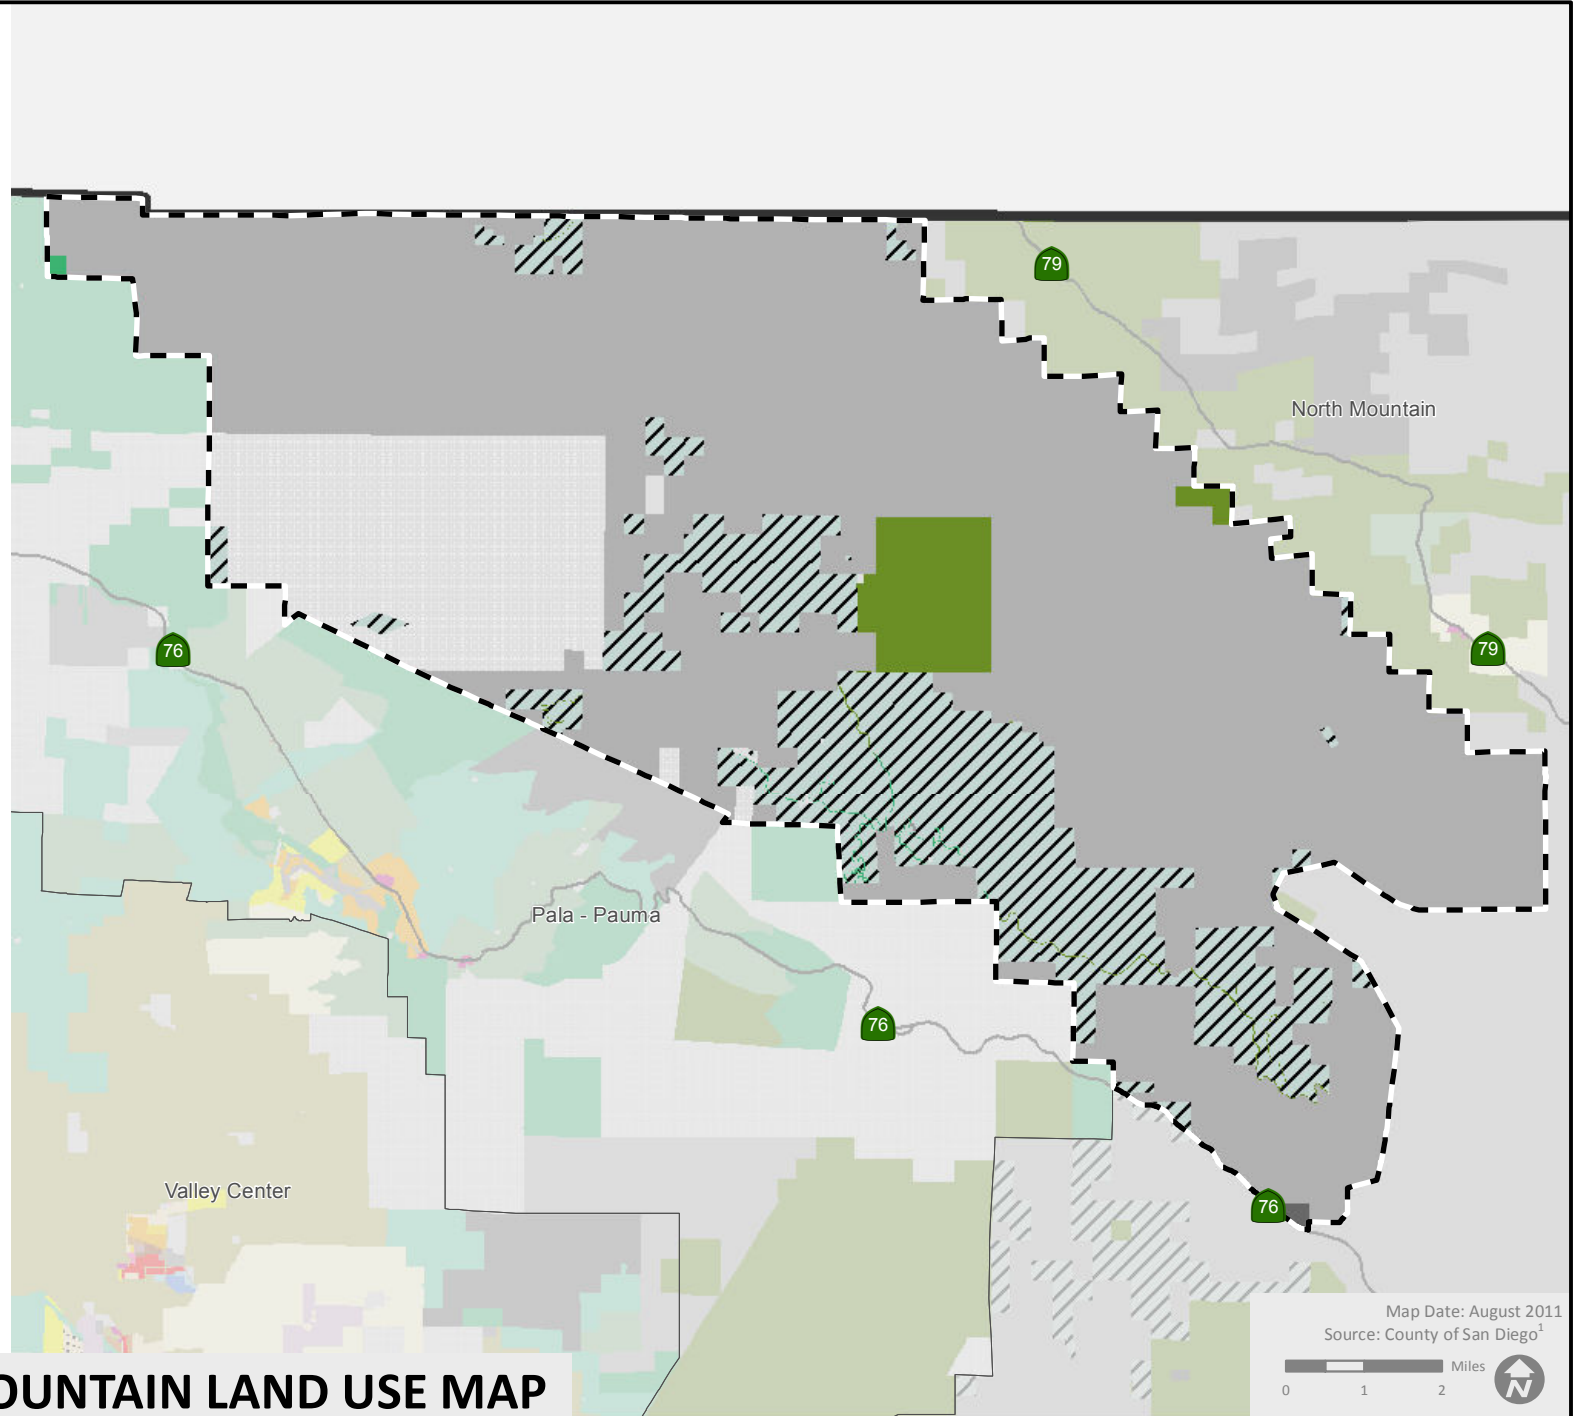 79
North Mountain
76
79
Pala - Pauma
76
Valley Center
76
Map Date: August 2011
Source: County of San Diego1
Miles
0 1 2
N
OUNTAIN LAND USE MAP